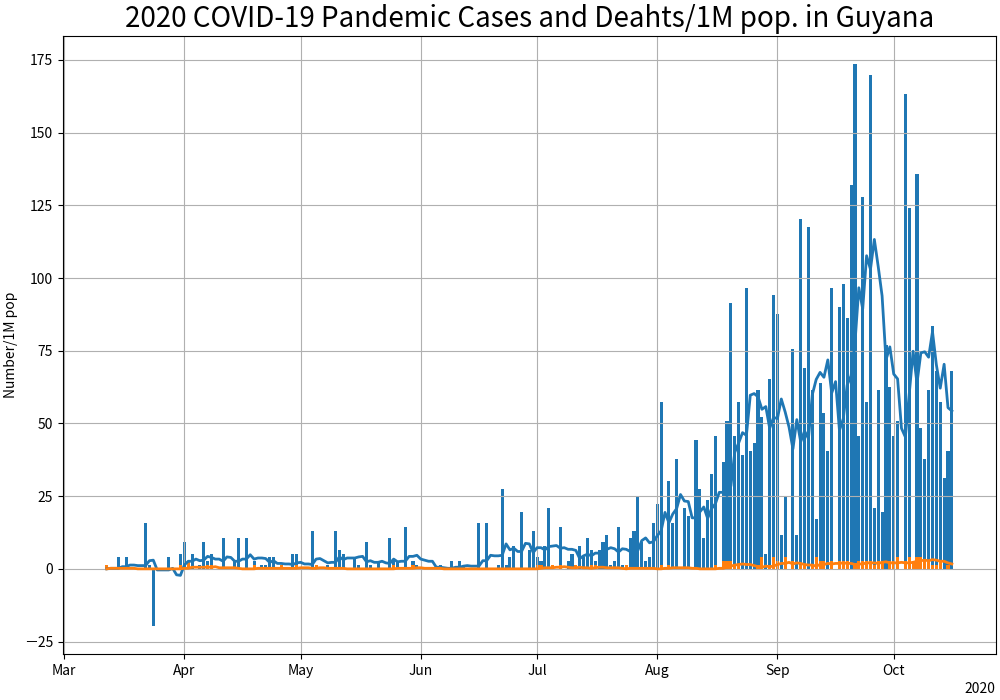 2020 COVID-19 Pandemic Cases and Deahts/1M pop. in Guyana
Number/1M pop
175
150
125
100
75
50
25
0
−25
Mar
Apr
May
Jun
Jul
Aug
Sep
Oct
2020